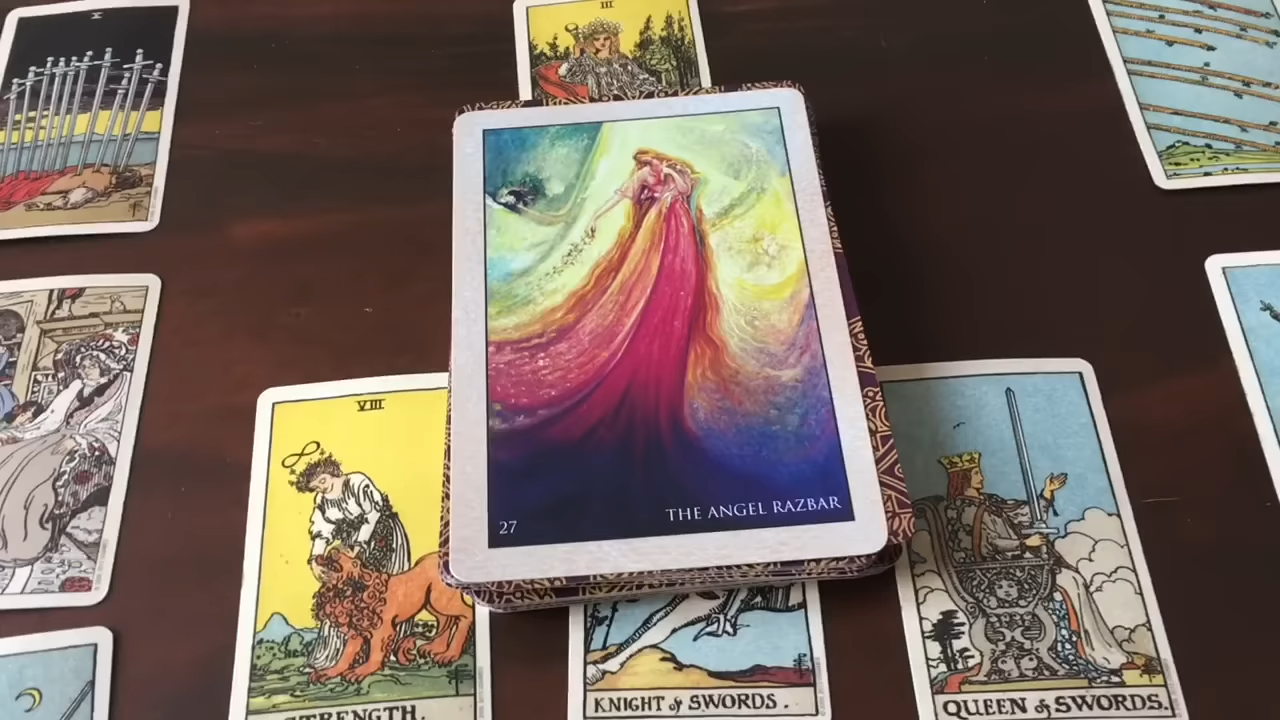 X
III
VIII
27
THE ANGEL RAZBAR
STRENGTH.
KNIGHT of SWORDS.
QUEEN of SWORDS.